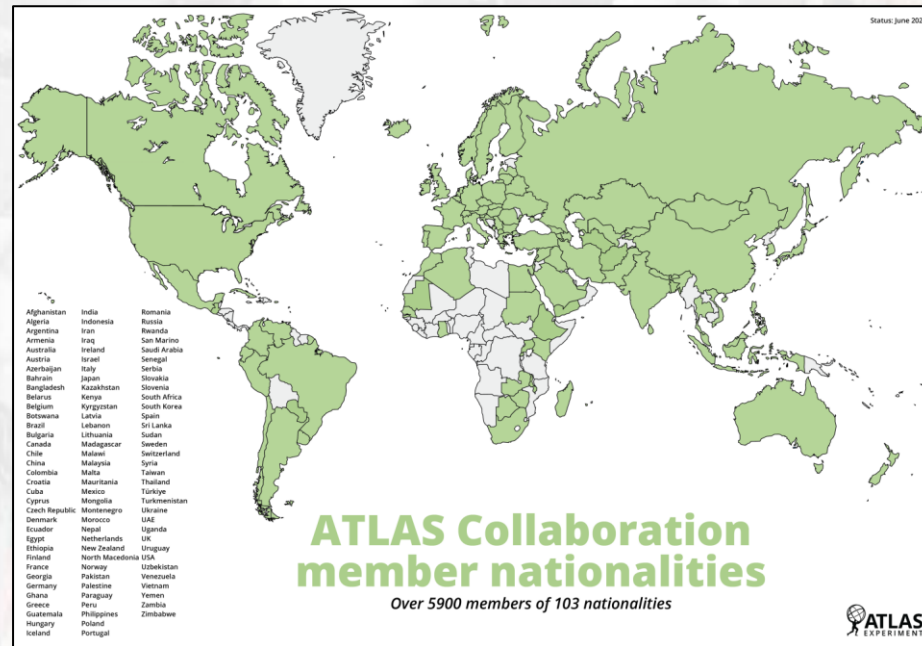 Status: June 202
Afghanistan
Algeria
Argentina
Armenia
Australia
Austria
Azerbaijan
Bahrain
Bangladesh
Belarus
Belgium
Botswana
Brazil
Bulgaria
Canada
Chile
China
Colombia
Croatia
Cuba
Cyprus
Czech Republic
Denmark
Ecuador
Egypt
Ethiopia
Finland
France
Georgia
Germany
Ghana
Greece
Guatemala
Hungary
Iceland
India
Indonesia
Iran
Iraq
Ireland
Israel
Italy
Japan
Kazakhstan
Kenya
Kyrgyzstan
Latvia
Lebanon
Lithuania
Madagascar
Malawi
Malaysia
Malta
Mauritania
Mexico
Mongolia
Montenegro
Morocco
Nepal
Netherlands
New Zealand
North Macedonia
Norway
Pakistan
Palestine
Paraguay
Peru
Philippines
Poland
Portugal
Romania
Russia
Rwanda
San Marino
Saudi Arabia
Senegal
Serbia
Slovakia
Slovenia
South Africa
South Korea
Spain
Sri Lanka
Sudan
Sweden
Switzerland
Syria
Taiwan
Thailand
Türkiye
Turkmenistan
Ukraine
UAE
Uganda
UK
Uruguay
USA
Uzbekistan
Venezuela
Vietnam
Yemen
Zambia
Zimbabwe
ATLAS Collaboration
member nationalities
Over 5900 members of 103 nationalities
ATLAS
EXPERIMENT